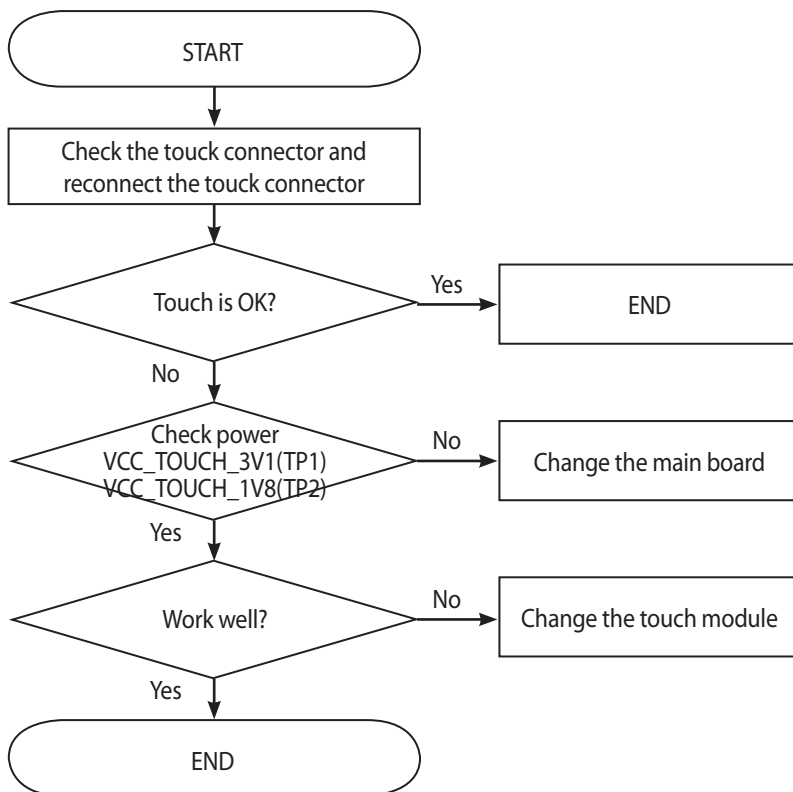 START
Check the touck connector and
reconnect the touck connector
Touch is OK?
Yes
END
No
Check power
VCC_TOUCH_3V1(TP1)
VCC_TOUCH_1V8(TP2)
No
Change the main board
Yes
Work well?
No
Change the touch module
Yes
END